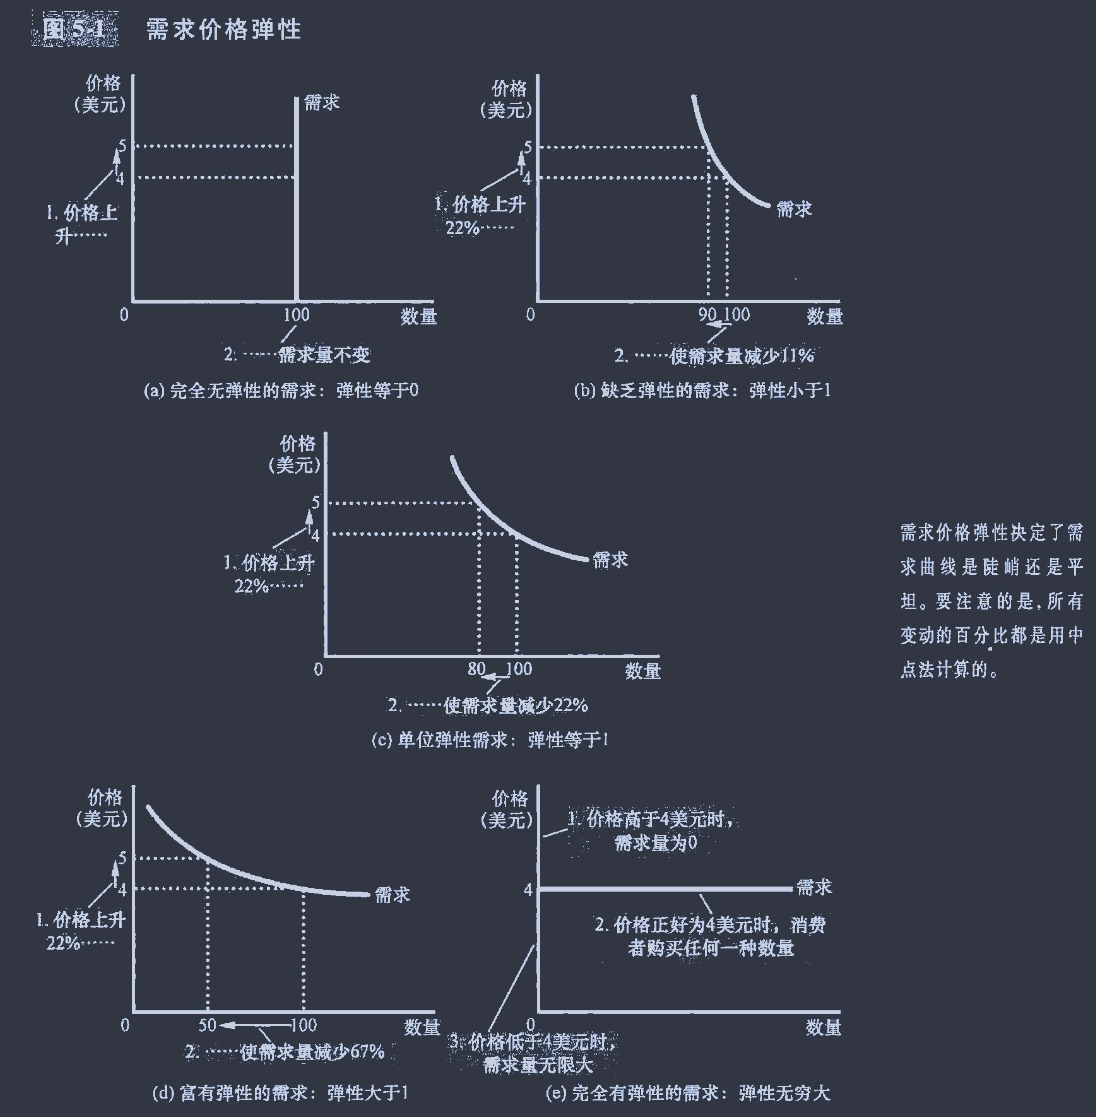 图 5-1 需求价格弹性
价格
(美元)
需求
5
4
1. 价格上
升……
0
100
数量
2. ……需求量不变
(a) 完全无弹性的需求：弹性等于0
价格
(美元)
5
4
1. 价格上升
22%……
需求
0
90 100
数量
2. ……使需求量减少11%
(b) 缺乏弹性的需求：弹性小于1
价格
(美元)
5
4
1. 价格上升
22%……
需求
0
80 100
数量
2. ……使需求量减少22%
(c) 单位弹性需求：弹性等于1
需求价格弹性决定了需
求曲线是陡峭还是平
坦。要注意的是，所有
变动的百分比都是用中
点法计算的。
价格
(美元)
5
4
1. 价格上升
22%……
需求
0
50 100
数量
2. ……使需求量减少67%
(d) 富有弹性的需求：弹性大于1
价格
(美元)
1. 价格高于4美元时，
需求量为0
4
需求
2. 价格正好为4美元时，消费
者购买任何一种数量
0
数量
3. 价格低于4美元时，
需求量无限大
(e) 完全有弹性的需求：弹性无穷大